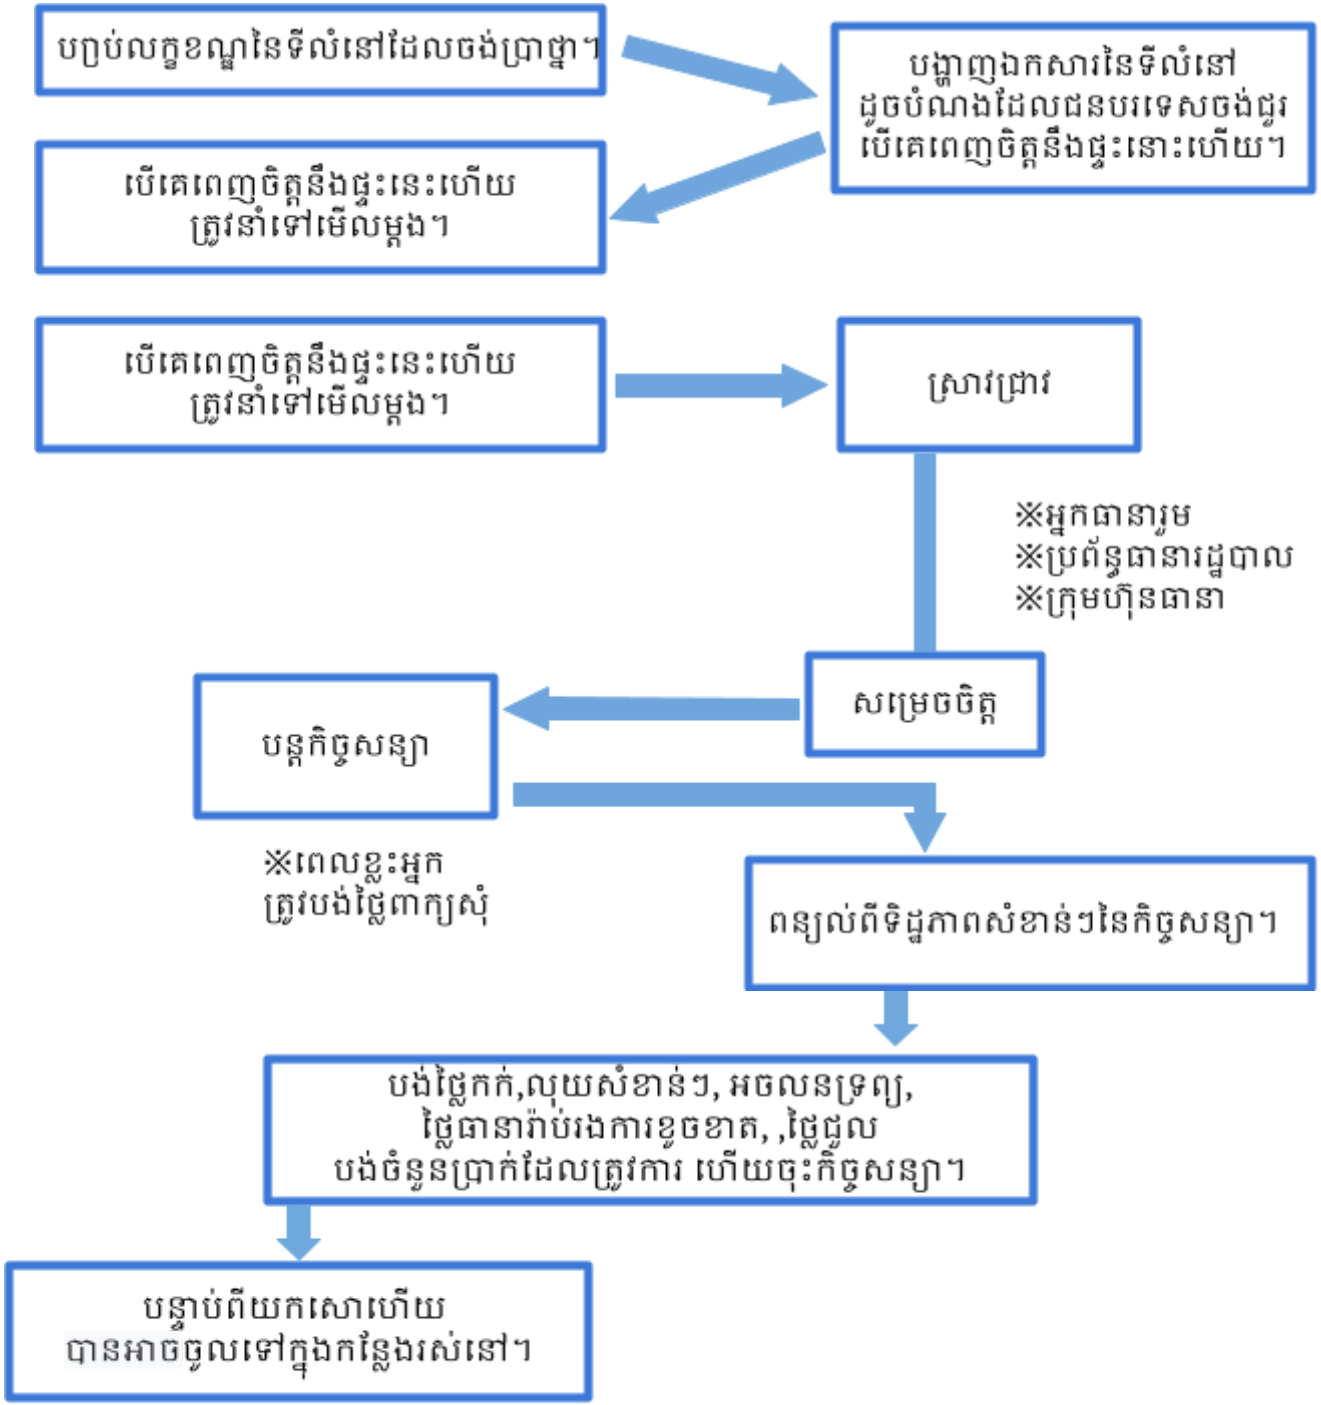 បញ្ជប់លក្ខខណ្ឌនៃទីលំនៅដែលចង់ប្រាថ្នា។
បង្ហាញឯកសារនៃទីលំនៅ
ដូចបំណងដែលជនបរទេសចង់ជួរ
បើគេពេញចិត្តនឹងផ្ទះនោះហើយ។
បើគេពេញចិត្តនឹងផ្ទះនេះហើយ
ត្រូវនាំទៅមើលម្តង។
បើគេពេញចិត្តនឹងផ្ទះនេះហើយ
ត្រូវនាំទៅមើលម្តង។
ស្រាវជ្រាវ
※អ្នកធានារួម
※ប្រព័ន្ធធានារដ្ឋបាល
※ក្រុមហ៊ុនធានា
សម្រេចចិត្ត
បន្តកិច្ចសន្យា
※ពេលខ្លះអ្នក
ត្រូវបង់ថ្លៃពាក្យសុំ
ពន្យល់ពីទិដ្ឋភាពសំខាន់ៗនៃកិច្ចសន្យា។
បង់ថ្លៃកក់,លុយសំខាន់ៗ, អចលនទ្រព្យ,
ថ្លៃធានារ៉ាប់រងការខូចខាត, ,ថ្លៃជួល
បង់ចំនួនប្រាក់ដែលត្រូវការ ហើយចុះកិច្ចសន្យា។
បន្ទាប់ពីយកសោហើយ
បានអាចចូលទៅក្នុងកន្លែងរស់នៅ។